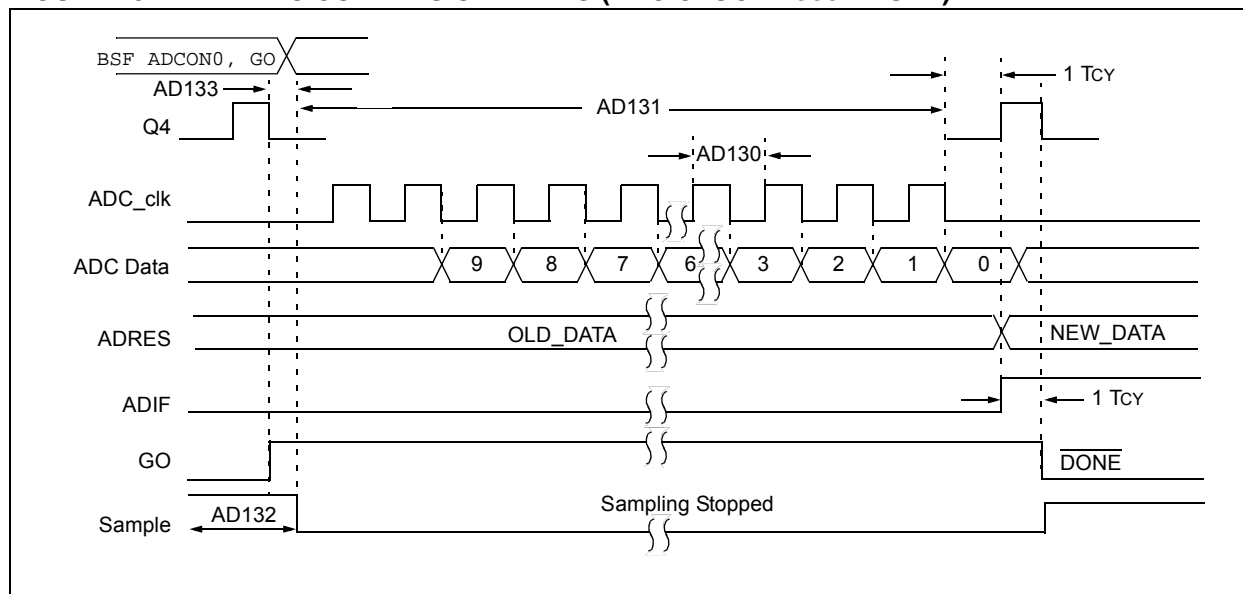 BSF ADCON0, GO
AD133
1 TCY
AD131
Q4
AD130
ADC_clk
ADC Data 9 8 7 6 3 2 1 0
ADRES OLD_DATA NEW_DATA
ADIF 1 TCY
GO DONE
Sampling Stopped
AD132
Sample